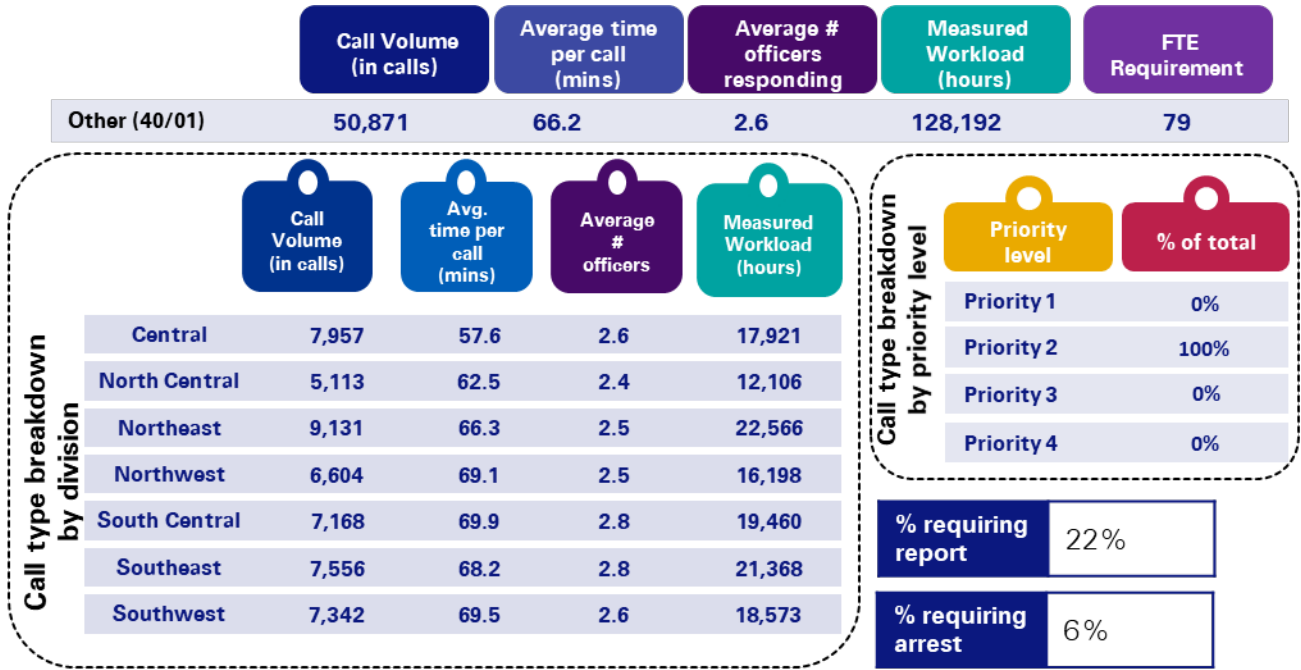 Call Volume
(in calls)
Average time
per call
(mins)
Average #
officers
responding
Measured
Workload
(hours)
FTE
Requirement
Other (40/01) 50,871 66.2 2.6 128,192 79
Call type breakdown
by division
Call
Volume
(in calls)
Avg.
time per
call
(mins)
Average
#
officers
Measured
Workload
(hours)
Central 7,957 57.6 2.6 17,921
North Central 5,113 62.5 2.4 12,106
Northeast 9,131 66.3 2.5 22,566
Northwest 6,604 69.1 2.5 16,198
South Central 7,168 69.9 2.8 19,460
Southeast 7,556 68.2 2.8 21,368
Southwest 7,342 69.5 2.6 18,573
Call type breakdown
by priority level
Priority
level
% of total
Priority 1 0%
Priority 2 100%
Priority 3 0%
Priority 4 0%
% requiring
report
22%
% requiring
arrest
6%